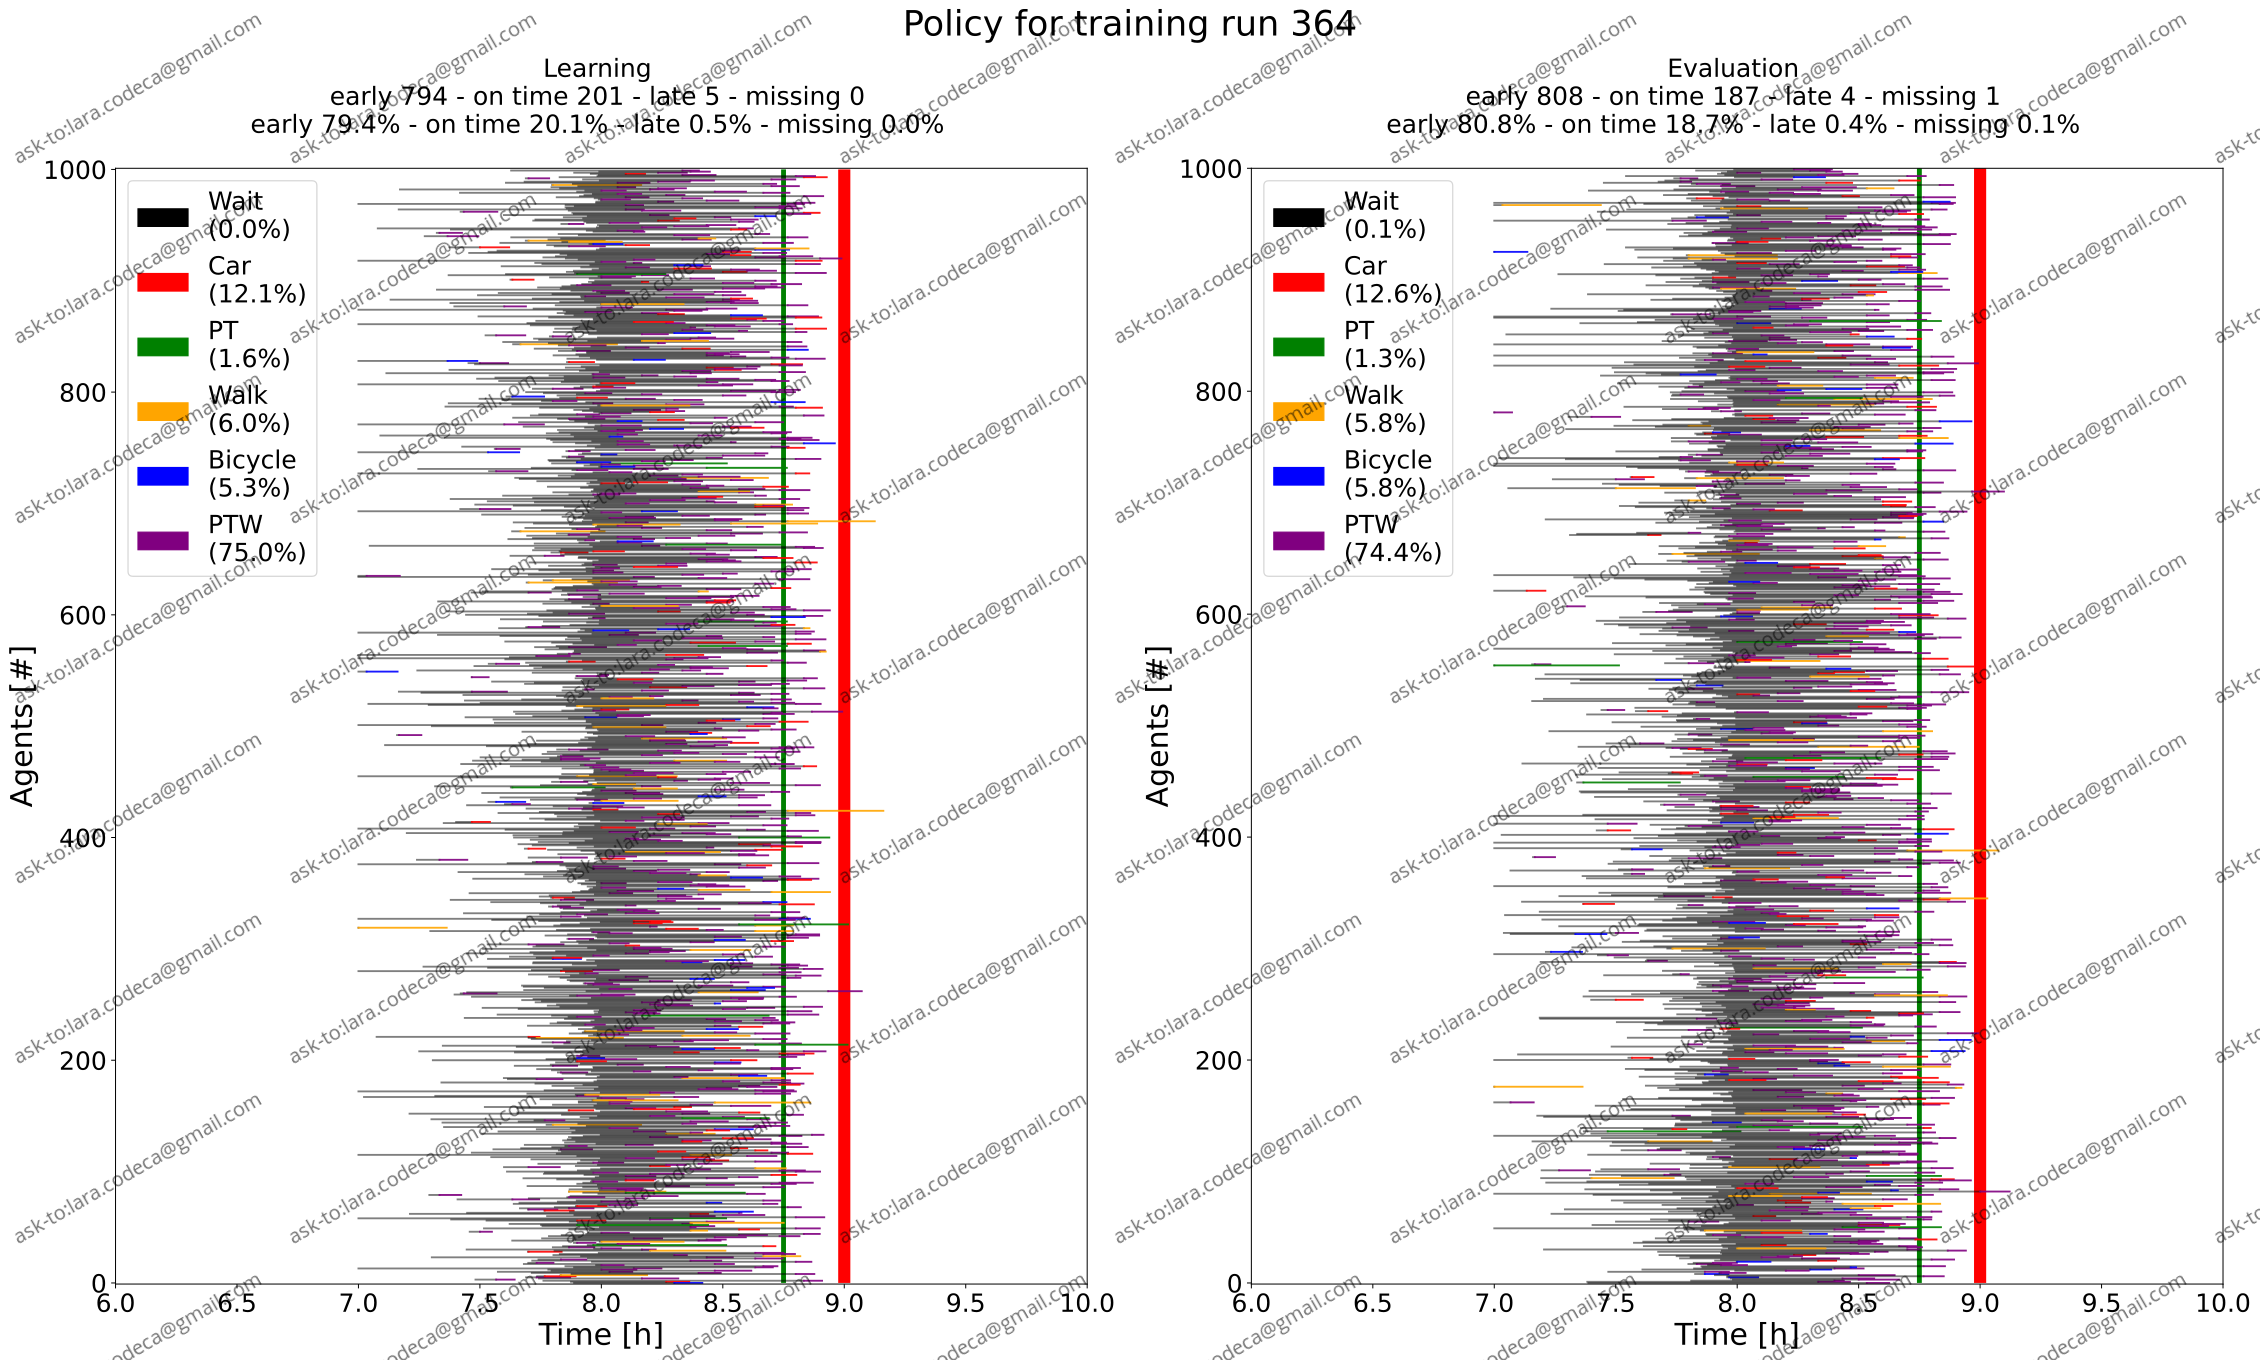 Policy for training run 364
Learning
early 794 - on time 201 - late 5 - missing 0
early 79.4% - on time 20.1% - late 0.5% - missing 0.0%
Evaluation
early 808 - on time 187 - late 4 - missing 1
early 80.8% - on time 18.7% - late 0.4% - missing 0.1%
Agents [#]
1000
800
600
400
200
0
Wait
(0.0%)
Car
(12.1%)
PT
(1.6%)
Walk
(6.0%)
Bicycle
(5.3%)
PTW
(75.0%)
6.0 6.5 7.0 7.5 8.0 8.5 9.0 9.5 10.0
Time [h]
Agents [#]
1000
800
600
400
200
0
Wait
(0.1%)
Car
(12.6%)
PT
(1.3%)
Walk
(5.8%)
Bicycle
(5.8%)
PTW
(74.4%)
6.0 6.5 7.0 7.5 8.0 8.5 9.0 9.5 10.0
Time [h]
ask-to:lara.codeca@gmail.com